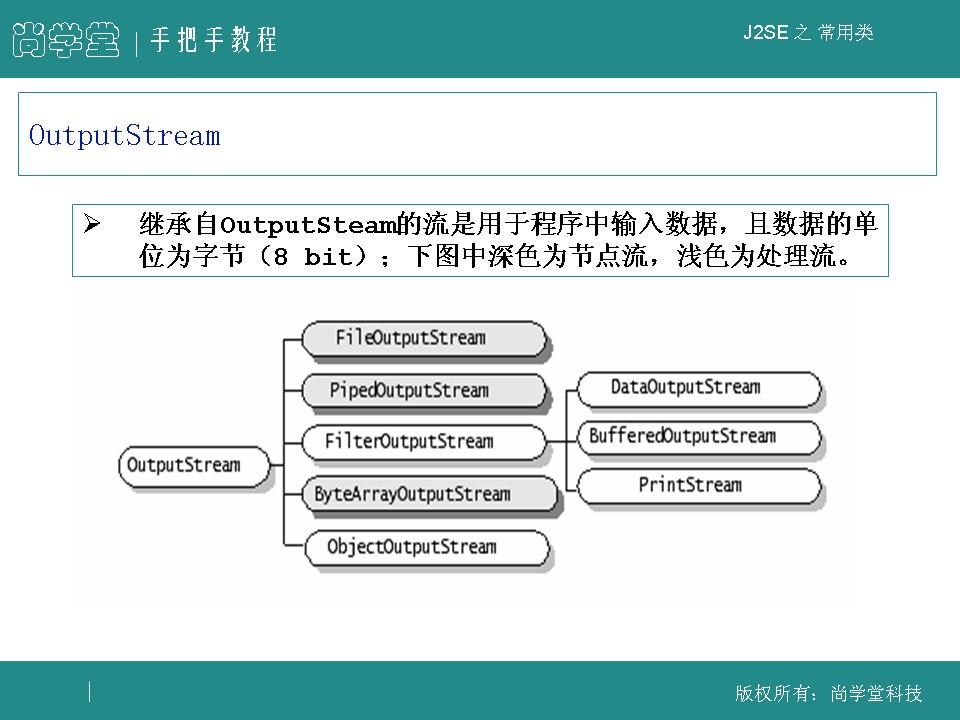 尚学堂 | 手把手教程
J2SE 之 常用类
OutputStream
➢ 继承自OutputSteam的流是用于程序中输入数据，且数据的单
位为字节（8 bit）；下图中深色为节点流，浅色为处理流。
FileOutputStream
PipedOutputStream
DataOutputStream
FilterOutputStream
BufferedOutputStream
OutputStream
PrintStream
ByteArrayOutputStream
ObjectOutputStream
版权所有：尚学堂科技